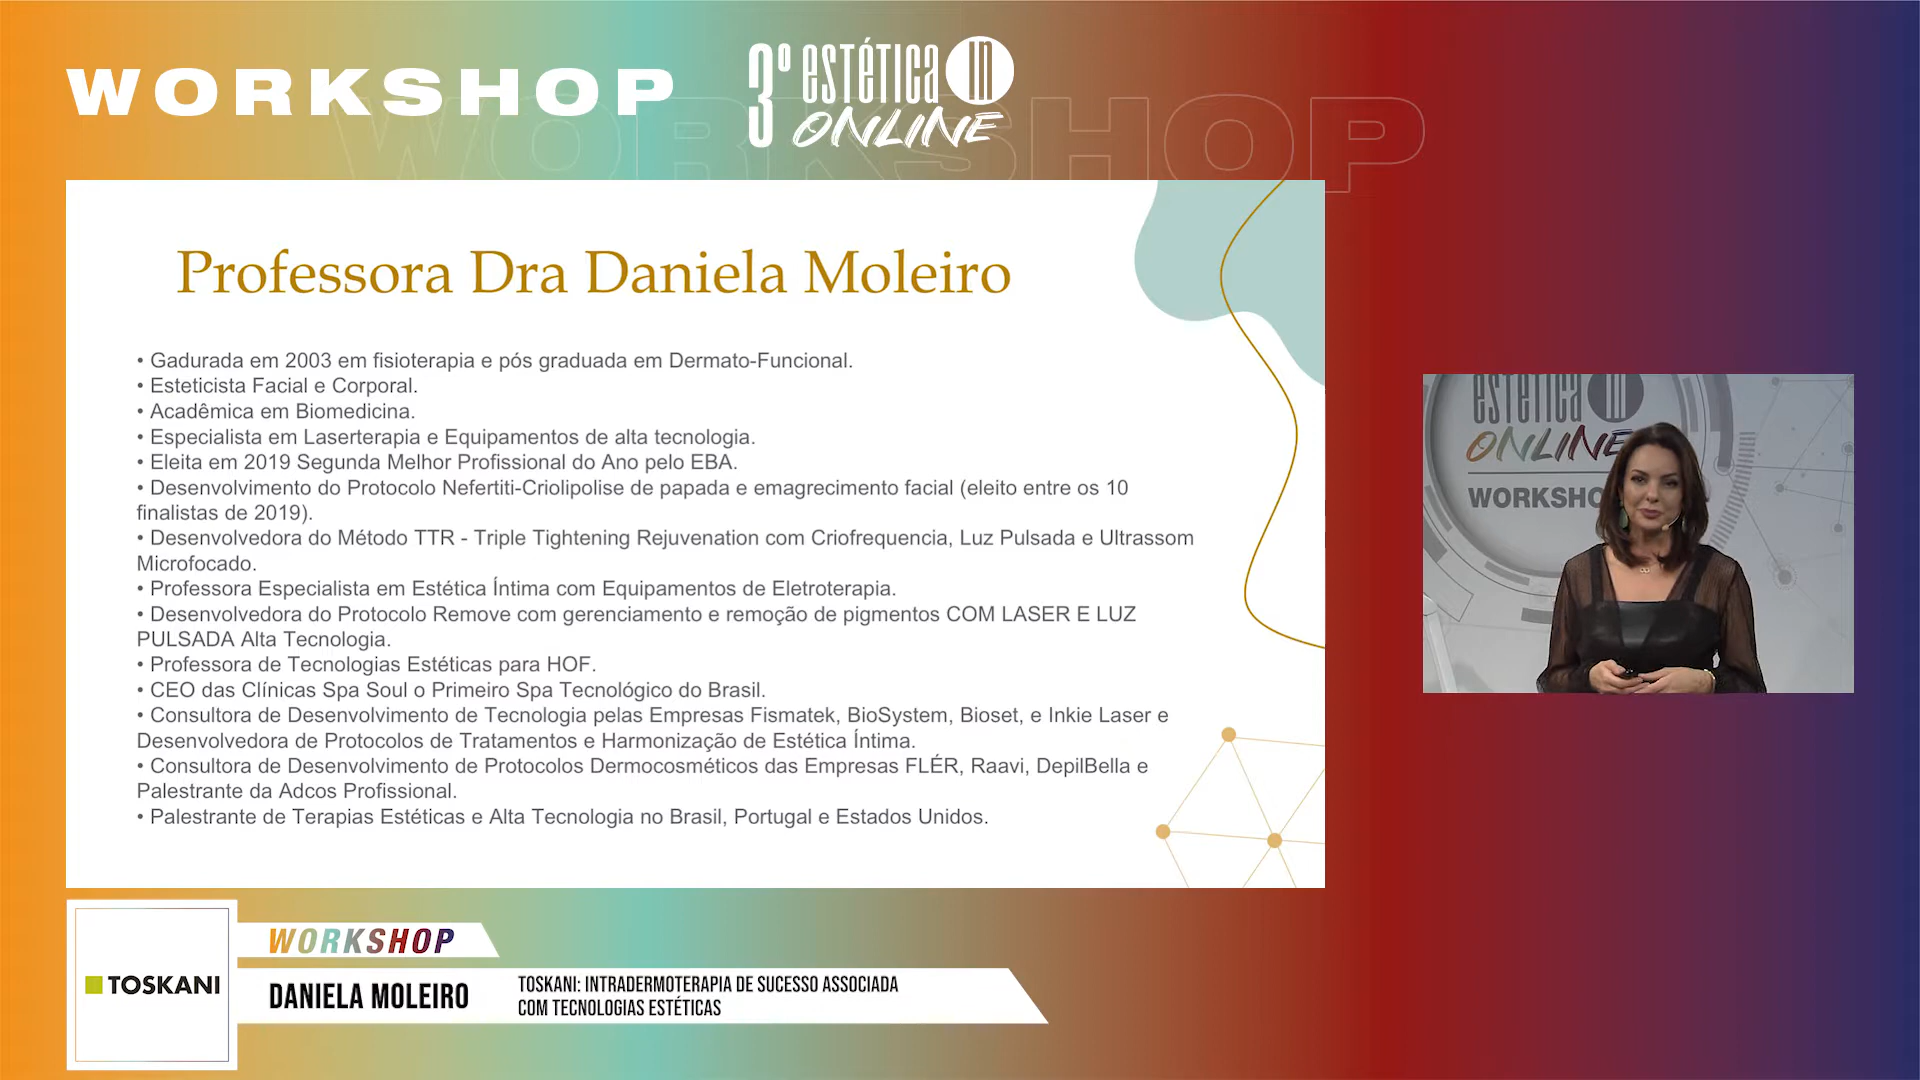 WORKSHOP
3º estética in
ONLINE
WORKSHOP
Professora Dra Daniela Moleiro
• Gadurada em 2003 em fisioterapia e pós graduada em Dermato-Funcional.
• Esteticista Facial e Corporal.
• Acadêmica em Biomedicina.
• Especialista em Laserterapia e Equipamentos de alta tecnologia.
• Eleita em 2019 Segunda Melhor Profissional do Ano pelo EBA.
• Desenvolvimento do Protocolo Nefertiti-Criolipolise de papada e emagrecimento facial (eleito entre os 10
finalistas de 2019).
• Desenvolvedora do Método TTR - Triple Tightening Rejuvenation com Criofrequencia, Luz Pulsada e Ultrassom
Microfocado.
• Professora Especialista em Estética Íntima com Equipamentos de Eletroterapia.
• Desenvolvedora do Protocolo Remove com gerenciamento e remoção de pigmentos COM LASER E LUZ
PULSADA Alta Tecnologia.
• Professora de Tecnologias Estéticas para HOF.
• CEO das Clínicas Spa Soul o Primeiro Spa Tecnológico do Brasil.
• Consultora de Desenvolvimento de Tecnologia pelas Empresas Fismatek, BioSystem, Bioset, e Inkie Laser e
Desenvolvedora de Protocolos de Tratamentos e Harmonização de Estética Íntima.
• Consultora de Desenvolvimento de Protocolos Dermocosméticos das Empresas FLÉR, Raavi, DepilBella e
Palestrante da Adcos Profissional.
• Palestrante de Terapias Estéticas e Alta Tecnologia no Brasil, Portugal e Estados Unidos.
estética in
ONLINE
WORKSHO
TOSKANI
WORKSHOP
DANIELA MOLEIRO
TOSKANI: INTRADERMOTERAPIA DE SUCESSO ASSOCIADA
COM TECNOLOGIAS ESTÉTICAS